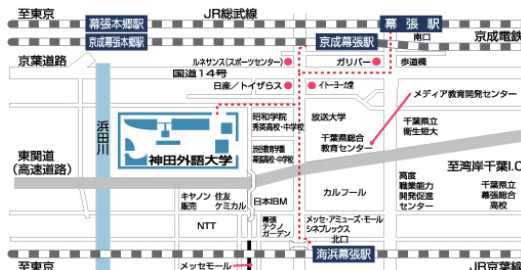 至東京
JR総武線
幕張本郷駅
幕張駅
京成幕張本郷駅
京成幕張駅
南口
京成電鉄
京葉道路
ルネサンス(スポーツセンター)
ガリバー
歩道橋
国道14号
日産/トイザらス
イトーヨーカ堂
メディア教育開発センター
浜田川
昭和学院
秀英高校・中学校
放送大学
千葉県立
衛生短大
千葉県総合
教育センター
神田外語大学
渋谷教育学園
幕張高校・中学校
東関道
(高速道路)
至湾岸千葉I.C
キヤノン
販売
住友
ケミカル
日本IBM
カルフール
高度
職業能力
開発促進
センター
千葉県立
幕張総合
高校
NTT
幕張
テクノ
ガーデン
メッセ・アミューズ・モール
シネプレックス
北口
海浜幕張駅
至東京
メッセモール
JR京葉線